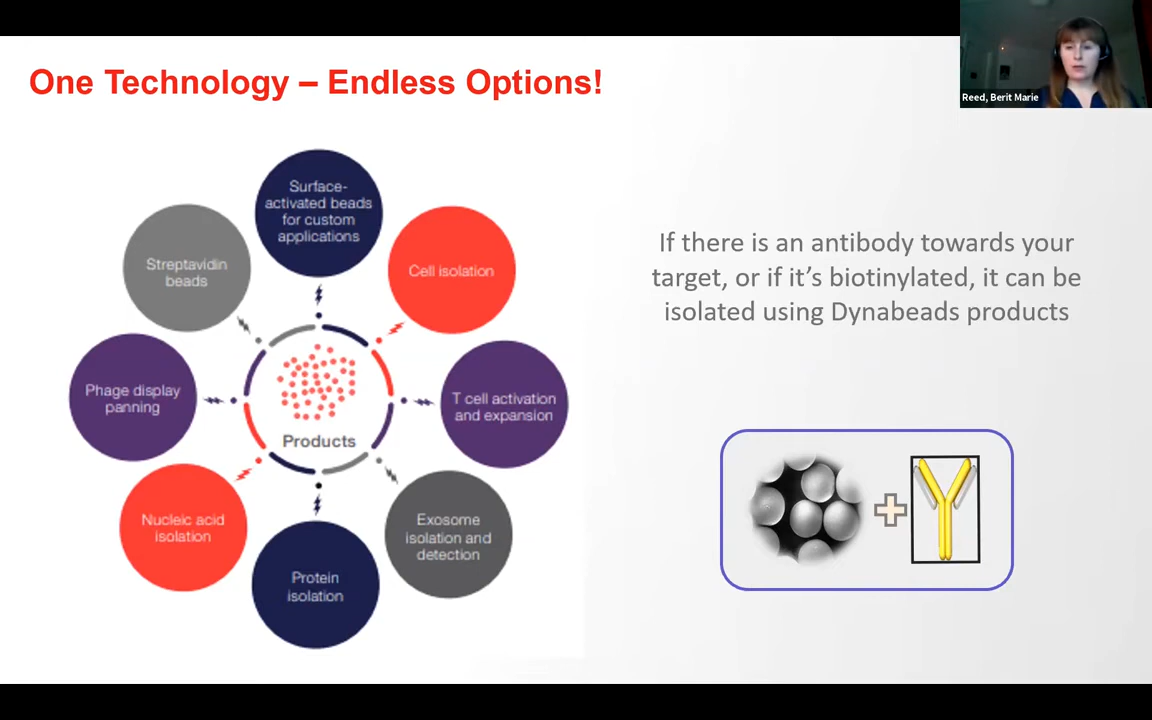 One Technology – Endless Options!
Reed, Berit Marie
Surface-
activated beads
for custom
applications
Cell isolation
T cell activation
and expansion
Exosome
isolation and
detection
Protein
isolation
Nucleic acid
isolation
Phage display
panning
Streptavidin
beads
Products
If there is an antibody towards your
target, or if it’s biotinylated, it can be
isolated using Dynabeads products